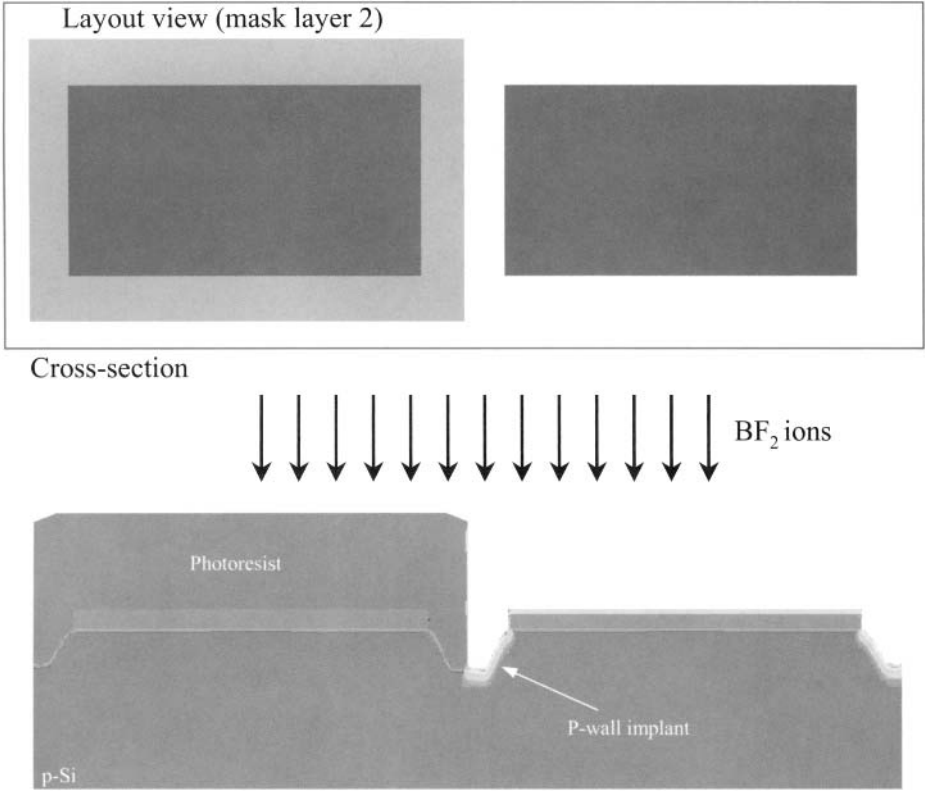 Layout view (mask layer 2)
Cross-section
BF₂ ions
Photoresist
P-wall implant
p-Si